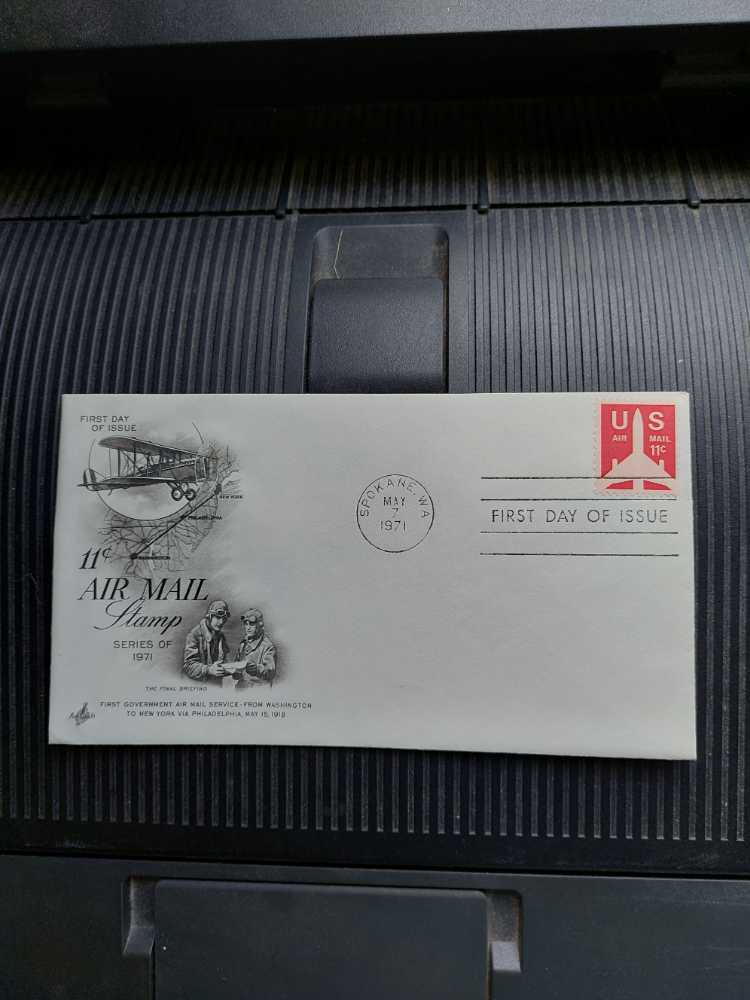 FIRST DAY
OF ISSUE
NEW YORK
PHILADELPHIA
11¢
AIR MAIL
Stamp
SERIES OF
1971
THE FINAL BRIEFING
FIRST GOVERNMENT AIR MAIL SERVICE - FROM WASHINGTON
TO NEW YORK VIA PHILADELPHIA, MAY 15, 1918
SPOKANE, WA
MAY
7
1971
US
AIR MAIL
11¢
FIRST DAY OF ISSUE